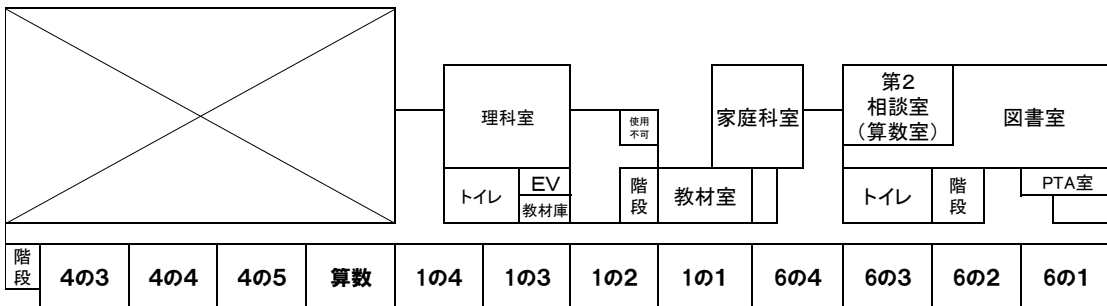 第2
相談室
(算数室)
図書室
理科室
使用
不可
家庭科室
トイレ
EV
教材庫
階
段
教材室
トイレ
階
段
PTA室
階
段
4の3
4の4
4の5
算数
1の4
1の3
1の2
1の1
6の4
6の3
6の2
6の1